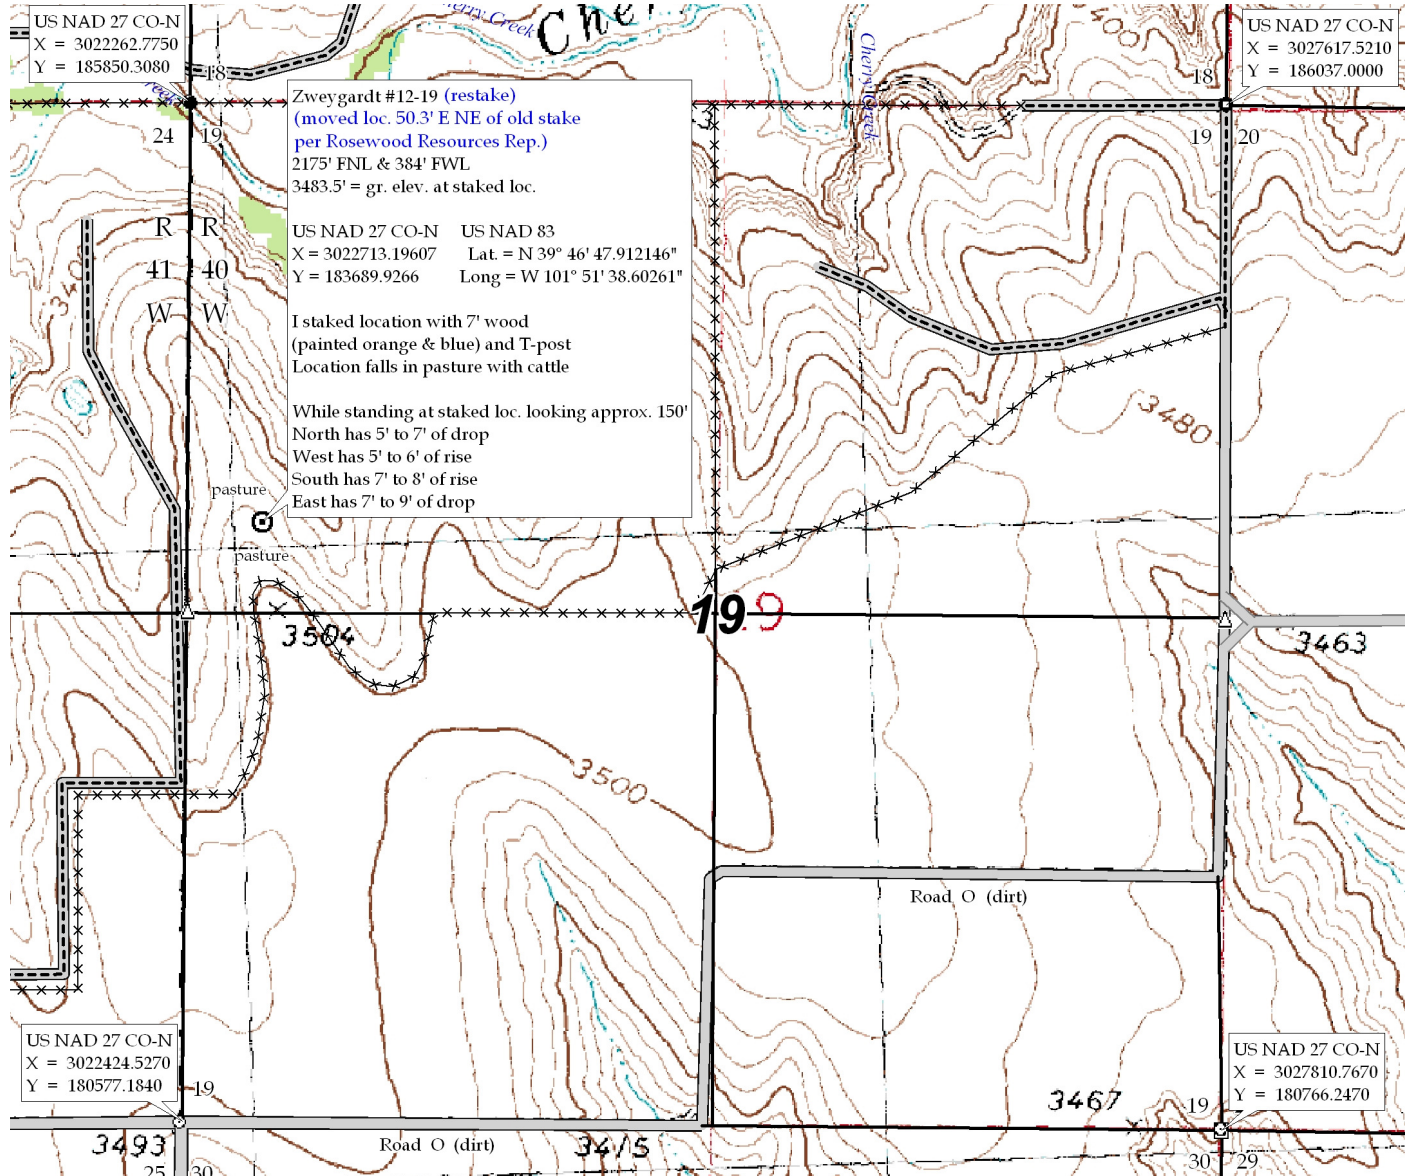 US NAD 27 CO-N
X = 3022262.7750
Y = 185850.3080
Cherry Creek
US NAD 27 CO-N
X = 3027617.5210
Y = 186037.0000
3400
18
18
24
19
19
20
Cherry Creek
Zweygardt #12-19 (restake)
(moved loc. 50.3' E NE of old stake
per Rosewood Resources Rep.)
2175' FNL & 384' FWL
3483.5' = gr. elev. at staked loc.
US NAD 27 CO-N US NAD 83
X = 3022713.19607 Lat. = N 39° 46' 47.912146"
Y = 183689.9266 Long = W 101° 51' 38.60261"
I staked location with 7' wood
(painted orange & blue) and T-post
Location falls in pasture with cattle
While standing at staked loc. looking approx. 150'
North has 5' to 7' of drop
West has 5' to 6' of rise
South has 7' to 8' of rise
East has 7' to 9' of drop
R R
41 40
W W
3480
pasture
pasture
19
3504
3463
3500
Road O (dirt)
US NAD 27 CO-N
X = 3022424.5270
Y = 180577.1840
US NAD 27 CO-N
X = 3027810.7670
Y = 180766.2470
19
3467
19
3493
Road O (dirt)
3475
25
30
30
29